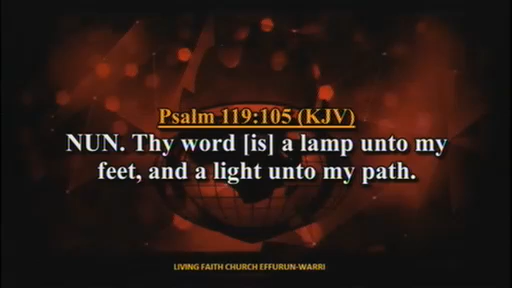 Psalm 119:105 (KJV)
NUN. Thy word [is] a lamp unto my
feet, and a light unto my path.
LIVING FAITH CHURCH EFFURUN-WARRI